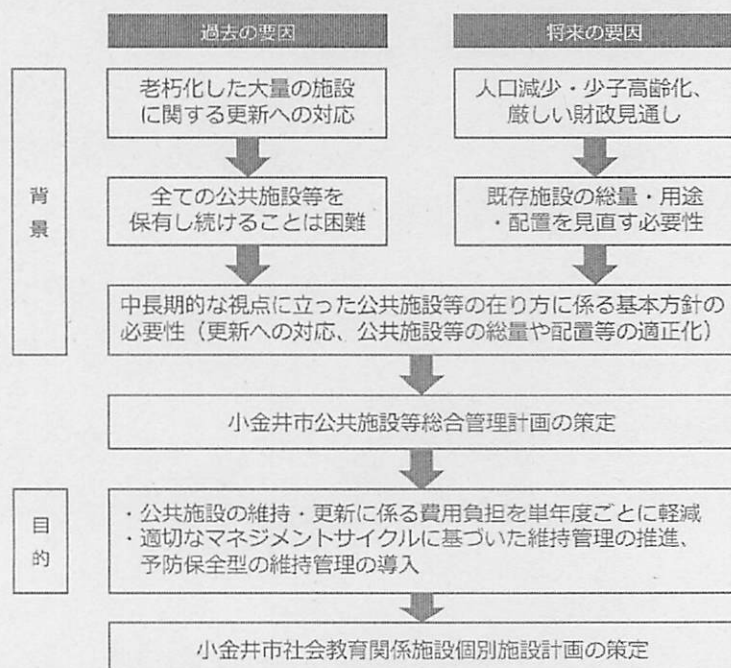 過去の要因
将来の要因
背景
老朽化した大量の施設
に関する更新への対応
人口減少・少子高齢化、
厳しい財政見通し
全ての公共施設等を
保有し続けることは困難
既存施設の総量・用途
・配置を見直す必要性
中長期的な視点に立った公共施設等の在り方に係る基本方針の
必要性（更新への対応、公共施設等の総量や配置等の適正化）
小金井市公共施設等総合管理計画の策定
目的
・公共施設の維持・更新に係る費用負担を単年度ごとに軽減
・適切なマネジメントサイクルに基づいた維持管理の推進、
予防保全型の維持管理の導入
小金井市社会教育関係施設個別施設計画の策定